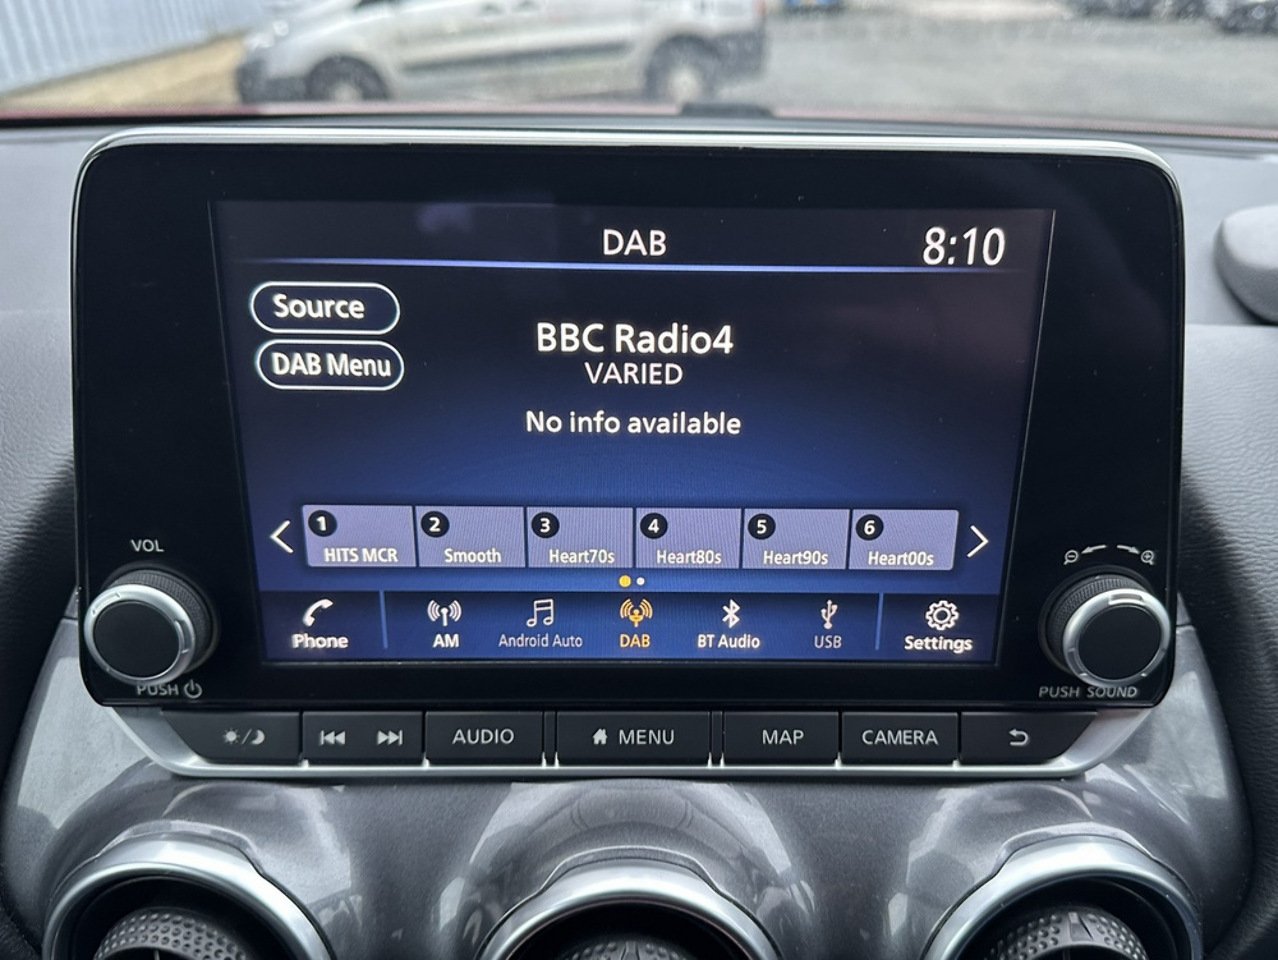 DAB
8:10
Source
DAB Menu
BBC Radio4
VARIED
No info available
1 2 3 4 5 6
HITS MCR Smooth Heart70s Heart80s Heart90s Heart00s
VOL
Phone AM Android Auto DAB BT Audio USB Settings
PUSH
PUSH SOUND
AUDIO MENU MAP CAMERA